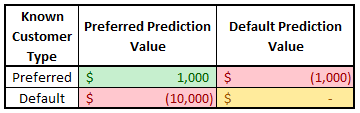 Known Customer Type Preferred Prediction Value Default Prediction Value
Preferred $ 1,000 $ (1,000)
Default $ (10,000) $ -